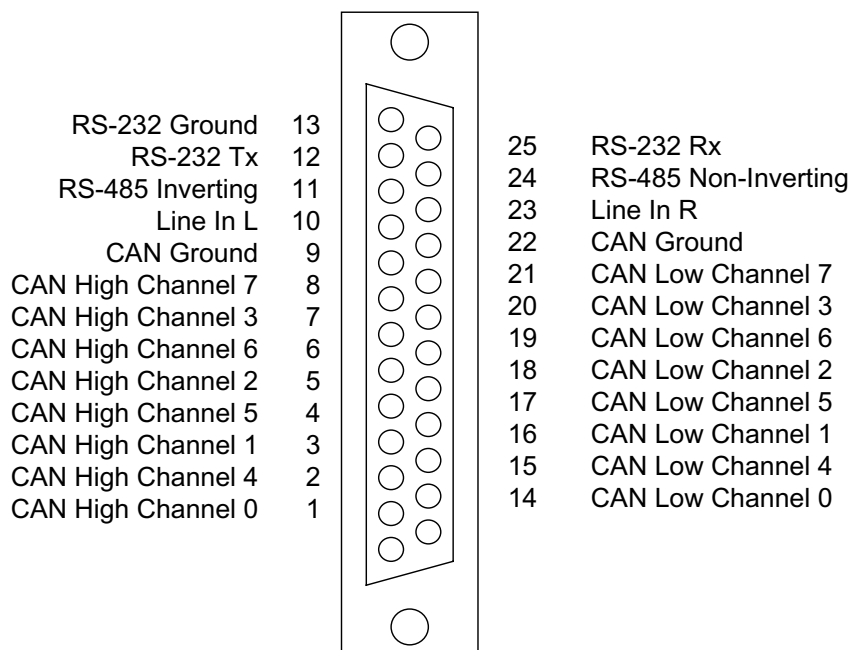 RS-232 Ground 13
RS-232 Tx 12
RS-485 Inverting 11
Line In L 10
CAN Ground 9
CAN High Channel 7 8
CAN High Channel 3 7
CAN High Channel 6 6
CAN High Channel 2 5
CAN High Channel 5 4
CAN High Channel 1 3
CAN High Channel 4 2
CAN High Channel 0 1
25 RS-232 Rx
24 RS-485 Non-Inverting
23 Line In R
22 CAN Ground
21 CAN Low Channel 7
20 CAN Low Channel 3
19 CAN Low Channel 6
18 CAN Low Channel 2
17 CAN Low Channel 5
16 CAN Low Channel 1
15 CAN Low Channel 4
14 CAN Low Channel 0